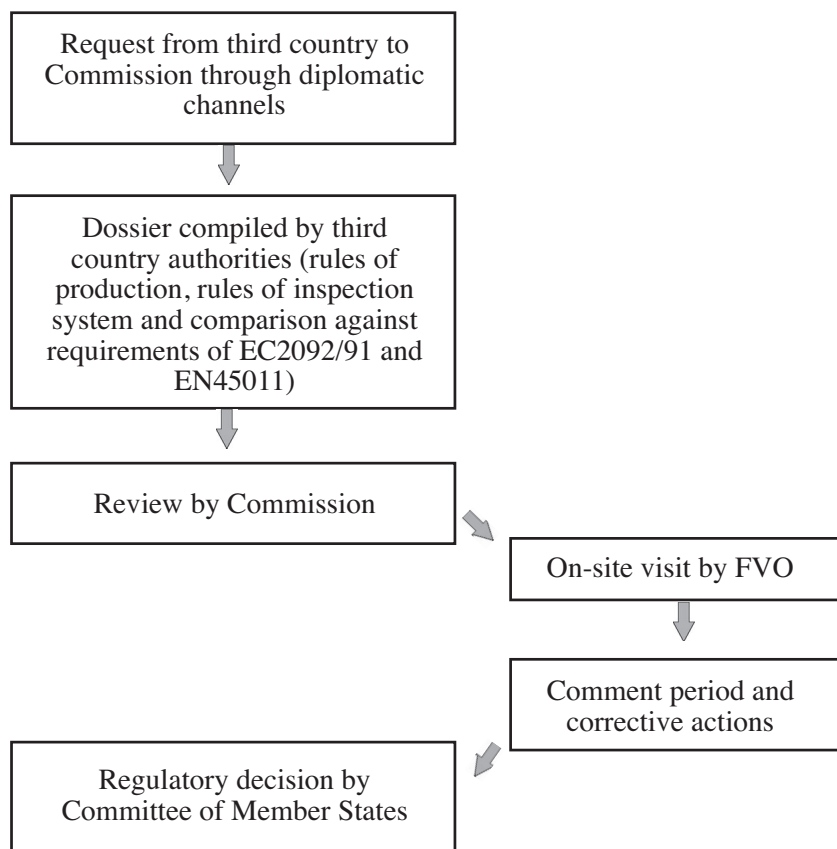 Request from third country to
Commission through diplomatic
channels
Dossier compiled by third
country authorities (rules of
production, rules of inspection
system and comparison against
requirements of EC2092/91 and
EN45011)
Review by Commission
On-site visit by FVO
Comment period and
corrective actions
Regulatory decision by
Committee of Member States